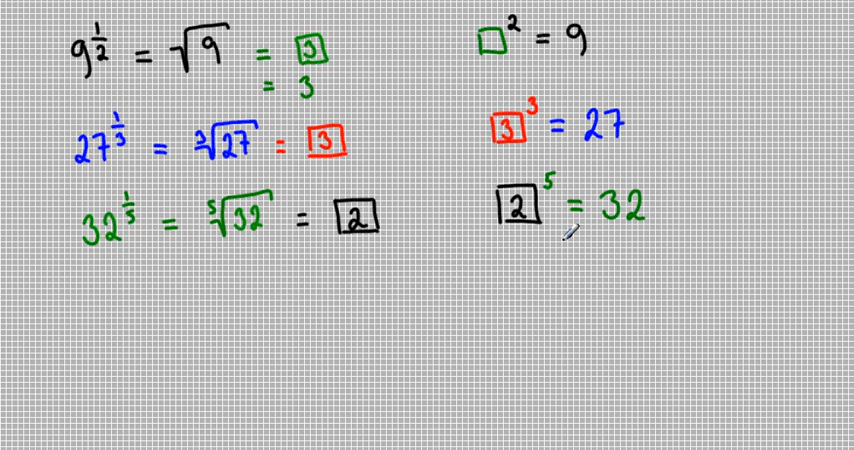 9^{1/2} = √9 = 3 □² = 9
= 3
27^{1/3} = ∛27 = 3 3³ = 27
32^{1/5} = ⁵√32 = 2 2⁵ = 32